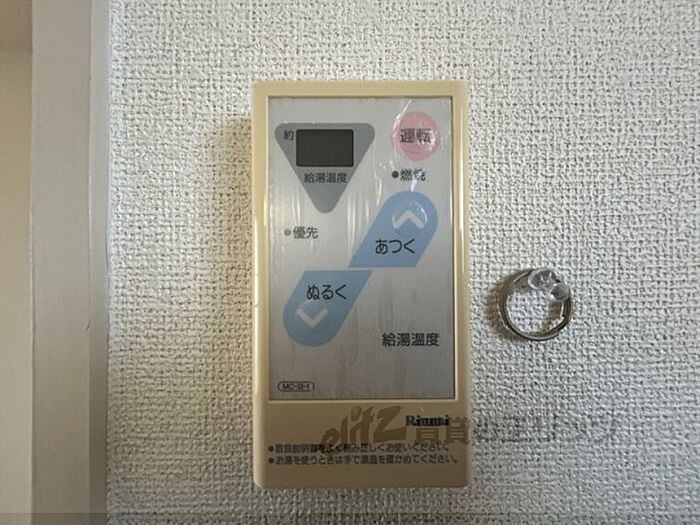 約
運転
給湯温度
●燃焼
●優先
あつく
ぬるく
給湯温度
MC-33-1
Rinnai
elitz 賃貸
●取扱説明書をよく読み正しくお使いください。
●お湯を使うときは手で湯温を確かめてください。